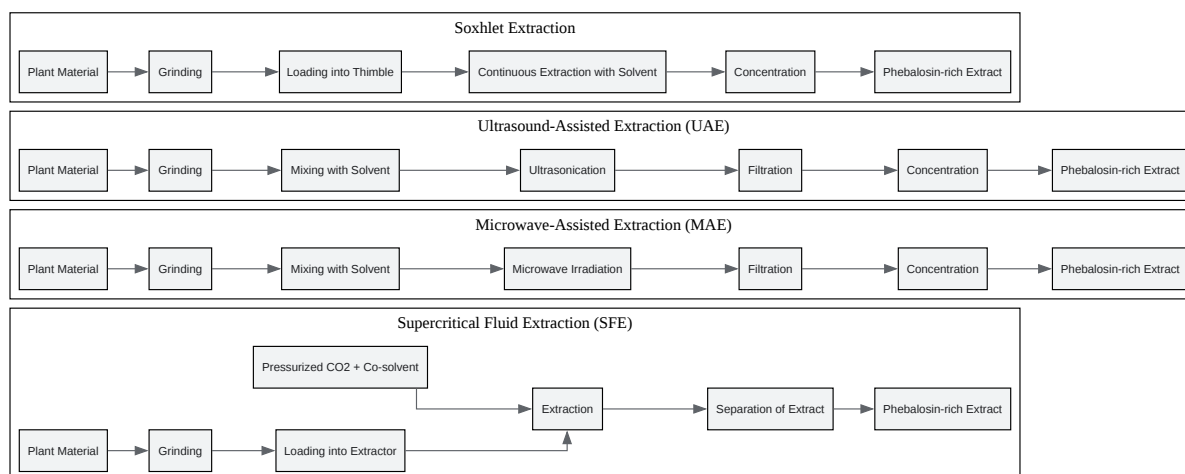 Soxhlet Extraction
Plant Material
Grinding
Loading into Thimble
Continuous Extraction with Solvent
Concentration
Phebalosin-rich Extract
Ultrasound-Assisted Extraction (UAE)
Plant Material
Grinding
Mixing with Solvent
Ultrasonication
Filtration
Concentration
Phebalosin-rich Extract
Microwave-Assisted Extraction (MAE)
Plant Material
Grinding
Mixing with Solvent
Microwave Irradiation
Filtration
Concentration
Phebalosin-rich Extract
Supercritical Fluid Extraction (SFE)
Pressurized CO2 + Co-solvent
Extraction
Separation of Extract
Phebalosin-rich Extract
Plant Material
Grinding
Loading into Extractor